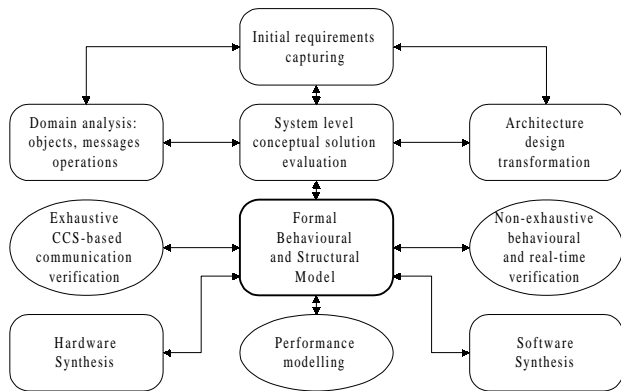 Initial requirements
capturing
Domain analysis:
objects, messages
operations
System level
conceptual solution
evaluation
Architecture
design
transformation
Exhaustive
CCS-based
communication
verification
Formal
Behavioural
and Structural
Model
Non-exhaustive
behavioural
and real-time
verification
Hardware
Synthesis
Performance
modelling
Software
Synthesis